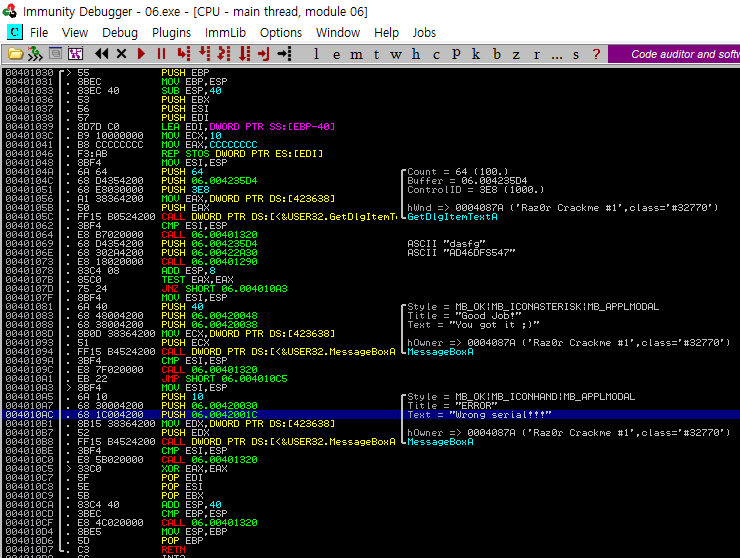 Immunity Debugger - 06.exe - [CPU - main thread, module 06]
C File View Debug Plugins ImmLib Options Window Help Jobs
l e m t w h c p k b z r ... s ? Code auditor and softw
00401030 > 55 PUSH EBP
00401031 . 8BEC MOV EBP,ESP
00401033 . 83EC 40 SUB ESP,40
00401036 . 53 PUSH EBX
00401037 . 56 PUSH ESI
00401038 . 57 PUSH EDI
00401039 . 8D7D C0 LEA EDI,DWORD PTR SS:[EBP-40]
0040103C . B9 10000000 MOV ECX,10
00401041 . B8 CCCCCCCC MOV EAX,CCCCCCCC
00401046 . F3:AB REP STOS DWORD PTR ES:[EDI]
00401048 . 8BF4 MOV ESI,ESP
0040104A . 6A 64 PUSH 64 Count = 64 (100.)
0040104C . 68 D4354200 PUSH 06.004235D4 Buffer = 06.004235D4
00401051 . 68 E8030000 PUSH 3E8 ControlID = 3E8 (1000.)
00401056 . A1 38364200 MOV EAX,DWORD PTR DS:[423638]
0040105B . 50 PUSH EAX hWnd => 0004087A ('Raz0r Crackme #1',class='#32770')
0040105C . FF15 B0524200 CALL DWORD PTR DS:[<&USER32.GetDlgItemT GetDlgItemTextA
00401062 . 3BF4 CMP ESI,ESP
00401064 . E8 B7020000 CALL 06.00401320
00401069 . 68 D4354200 PUSH 06.004235D4 ASCII "dasfg"
0040106E . 68 302A4200 PUSH 06.00422A30 ASCII "AD46DFS547"
00401073 . E8 18020000 CALL 06.00401290
00401078 . 83C4 08 ADD ESP,8
0040107B . 85C0 TEST EAX,EAX
0040107D . 75 24 JNZ SHORT 06.004010A3
0040107F . 8BF4 MOV ESI,ESP
00401081 . 6A 40 PUSH 40 Style = MB_OK|MB_ICONASTERISK|MB_APPLMODAL
00401083 . 68 48004200 PUSH 06.00420048 Title = "Good Job!"
00401088 . 68 38004200 PUSH 06.00420038 Text = "You got it ;)"
0040108D . 8B0D 38364200 MOV ECX,DWORD PTR DS:[423638]
00401093 . 51 PUSH ECX hOwner => 0004087A ('Raz0r Crackme #1',class='#32770')
00401094 . FF15 B4524200 CALL DWORD PTR DS:[<&USER32.MessageBoxA MessageBoxA
0040109A . 3BF4 CMP ESI,ESP
0040109C . E8 7F020000 CALL 06.00401320
004010A1 . EB 22 JMP SHORT 06.004010C5
004010A3 > 8BF4 MOV ESI,ESP
004010A5 . 6A 10 PUSH 10 Style = MB_OK|MB_ICONHAND|MB_APPLMODAL
004010A7 . 68 30004200 PUSH 06.00420030 Title = "ERROR"
004010AC . 68 1C004200 PUSH 06.0042001C Text = "Wrong serial!!!"
004010B1 . 8B15 38364200 MOV EDX,DWORD PTR DS:[423638]
004010B7 . 52 PUSH EDX hOwner => 0004087A ('Raz0r Crackme #1',class='#32770')
004010B8 . FF15 B4524200 CALL DWORD PTR DS:[<&USER32.MessageBoxA MessageBoxA
004010BE . 3BF4 CMP ESI,ESP
004010C0 . E8 5B020000 CALL 06.00401320
004010C5 > 33C0 XOR EAX,EAX
004010C7 . 5F POP EDI
004010C8 . 5E POP ESI
004010C9 . 5B POP EBX
004010CA . 83C4 40 ADD ESP,40
004010CD . 3BEC CMP EBP,ESP
004010CF . E8 4C020000 CALL 06.00401320
004010D4 . 8BE5 MOV ESP,EBP
004010D6 . 5D POP EBP
004010D7 . C3 RETN